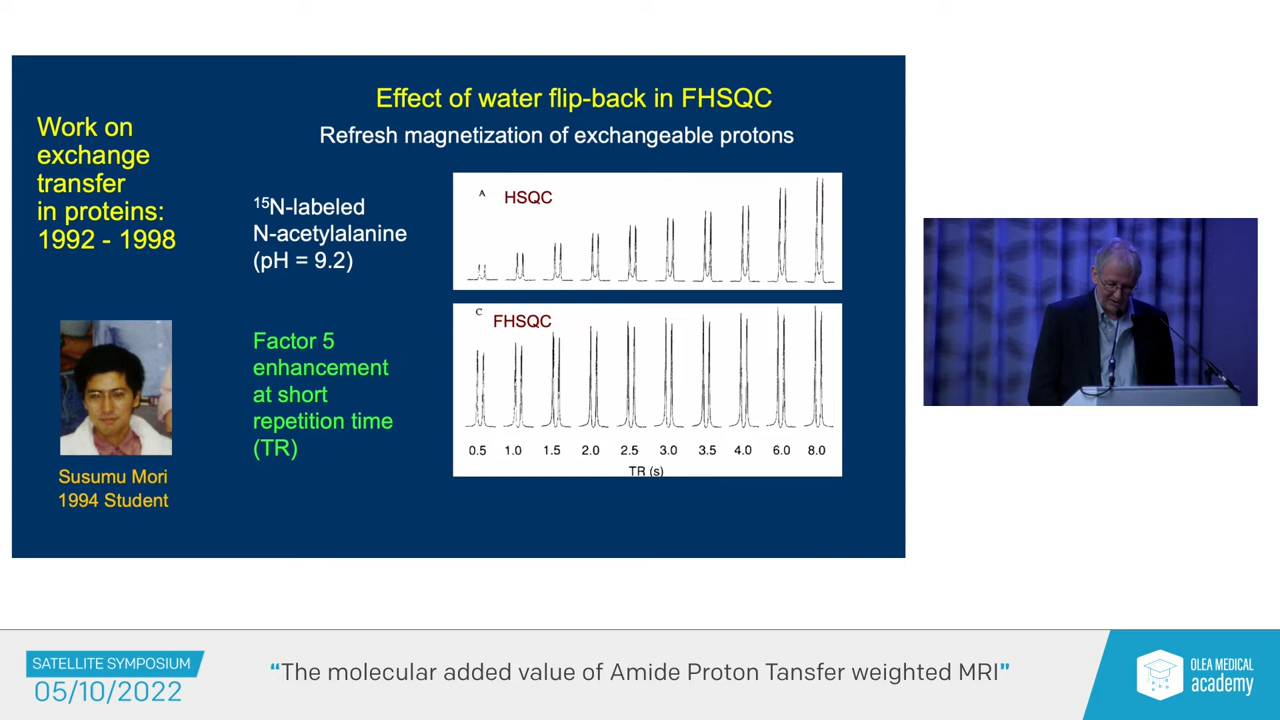 Effect of water flip-back in FHSQC
Refresh magnetization of exchangeable protons
Work on
exchange
transfer
in proteins:
1992 - 1998
Susumu Mori
1994 Student
15N-labeled
N-acetylalanine
(pH = 9.2)
Factor 5
enhancement
at short
repetition time
(TR)
A HSQC
C FHSQC
0.5 1.0 1.5 2.0 2.5 3.0 3.5 4.0 6.0 8.0
TR (s)
SATELLITE SYMPOSIUM
05/10/2022
“The molecular added value of Amide Proton Tansfer weighted MRI”
OLEA MEDICAL
academy